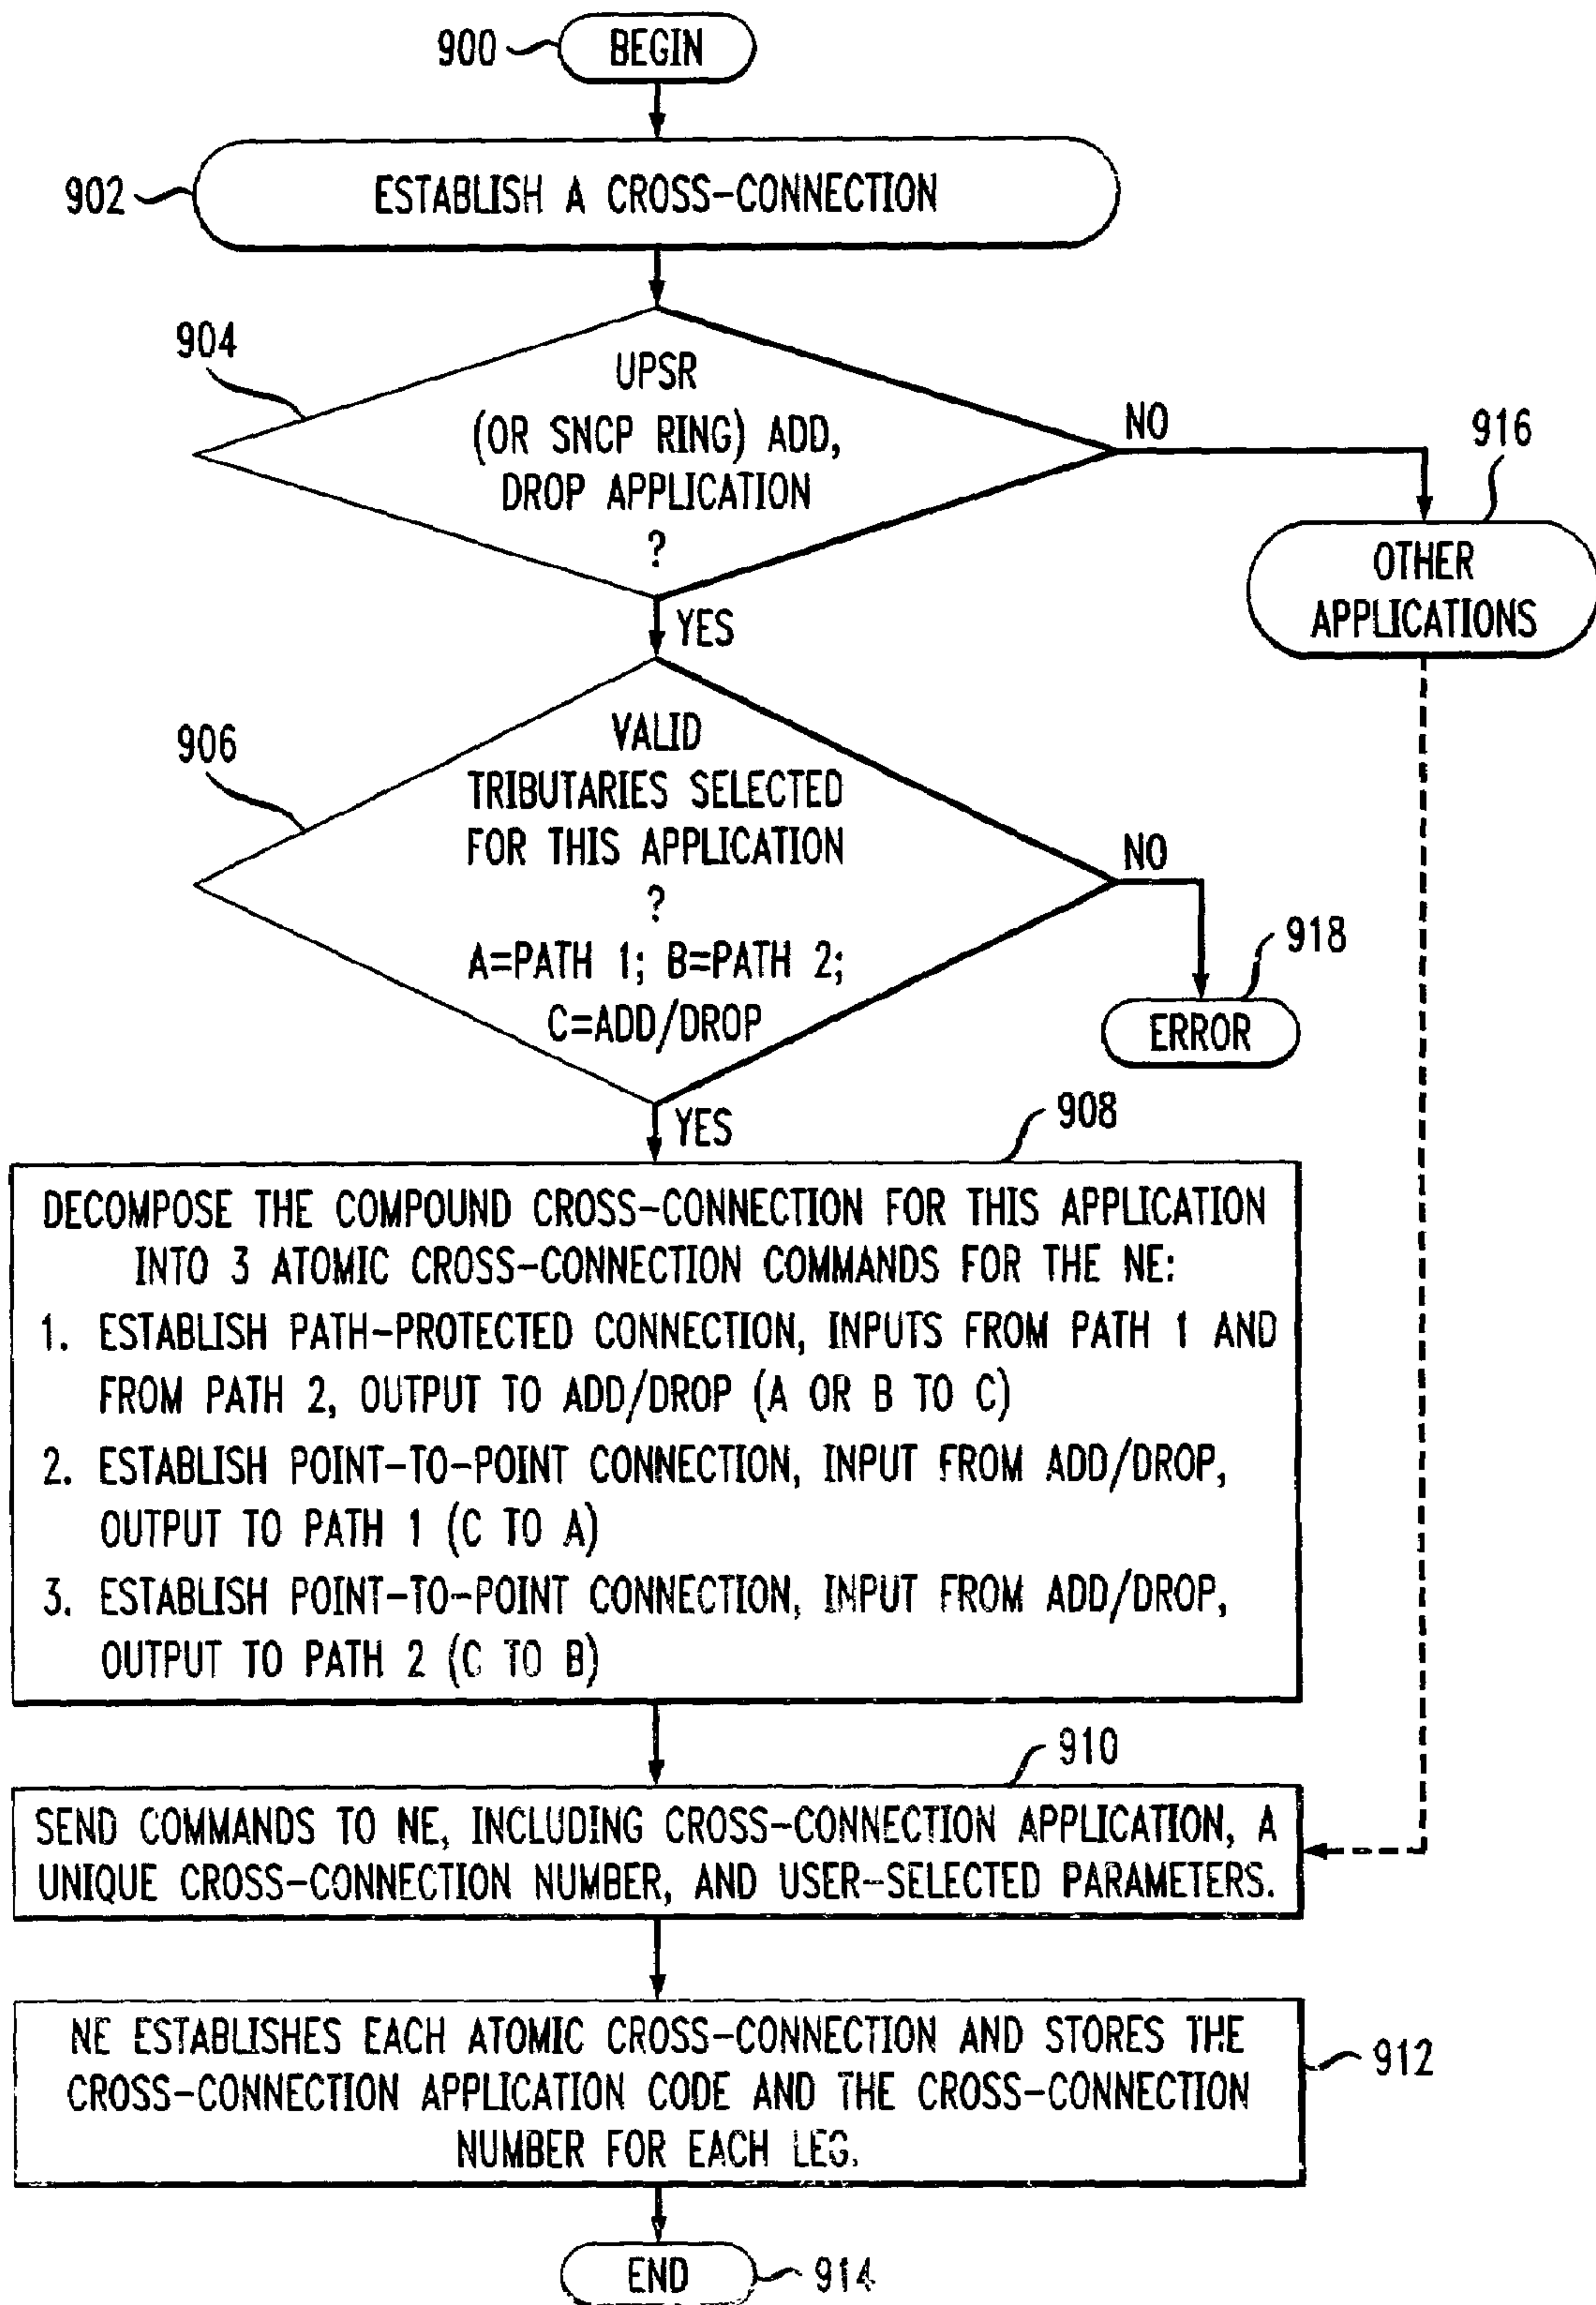 900
BEGIN
902
ESTABLISH A CROSS-CONNECTION
904
UPSR
(OR SNCP RING) ADD,
DROP APPLICATION
?
NO
916
OTHER
APPLICATIONS
YES
906
VALID
TRIBUTARIES SELECTED
FOR THIS APPLICATION
?
A=PATH 1; B=PATH 2;
C=ADD/DROP
NO
918
ERROR
YES
908
DECOMPOSE THE COMPOUND CROSS-CONNECTION FOR THIS APPLICATION
INTO 3 ATOMIC CROSS-CONNECTION COMMANDS FOR THE NE:
1. ESTABLISH PATH-PROTECTED CONNECTION, INPUTS FROM PATH 1 AND
FROM PATH 2, OUTPUT TO ADD/DROP (A OR B TO C)
2. ESTABLISH POINT-TO-POINT CONNECTION, INPUT FROM ADD/DROP,
OUTPUT TO PATH 1 (C TO A)
3. ESTABLISH POINT-TO-POINT CONNECTION, INPUT FROM ADD/DROP,
OUTPUT TO PATH 2 (C TO B)
910
SEND COMMANDS TO NE, INCLUDING CROSS-CONNECTION APPLICATION, A
UNIQUE CROSS-CONNECTION NUMBER, AND USER-SELECTED PARAMETERS.
NE ESTABLISHES EACH ATOMIC CROSS-CONNECTION AND STORES THE
CROSS-CONNECTION APPLICATION CODE AND THE CROSS-CONNECTION
NUMBER FOR EACH LEG.
912
END
914